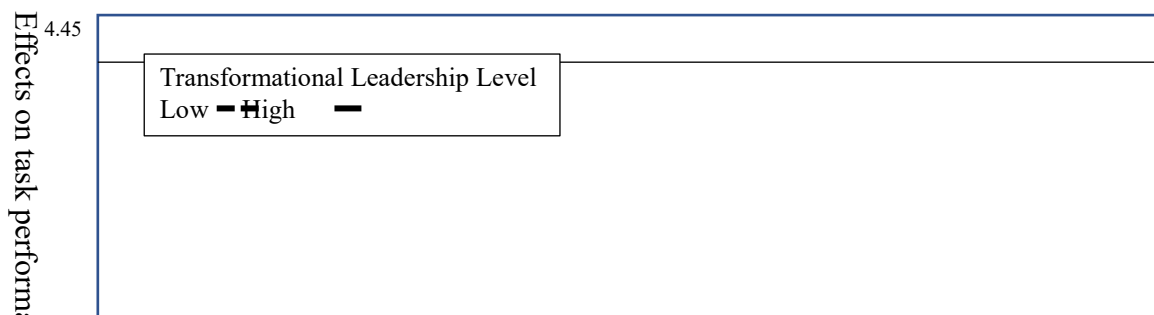 4.45
Effects on task performa
Transformational Leadership Level
Low High